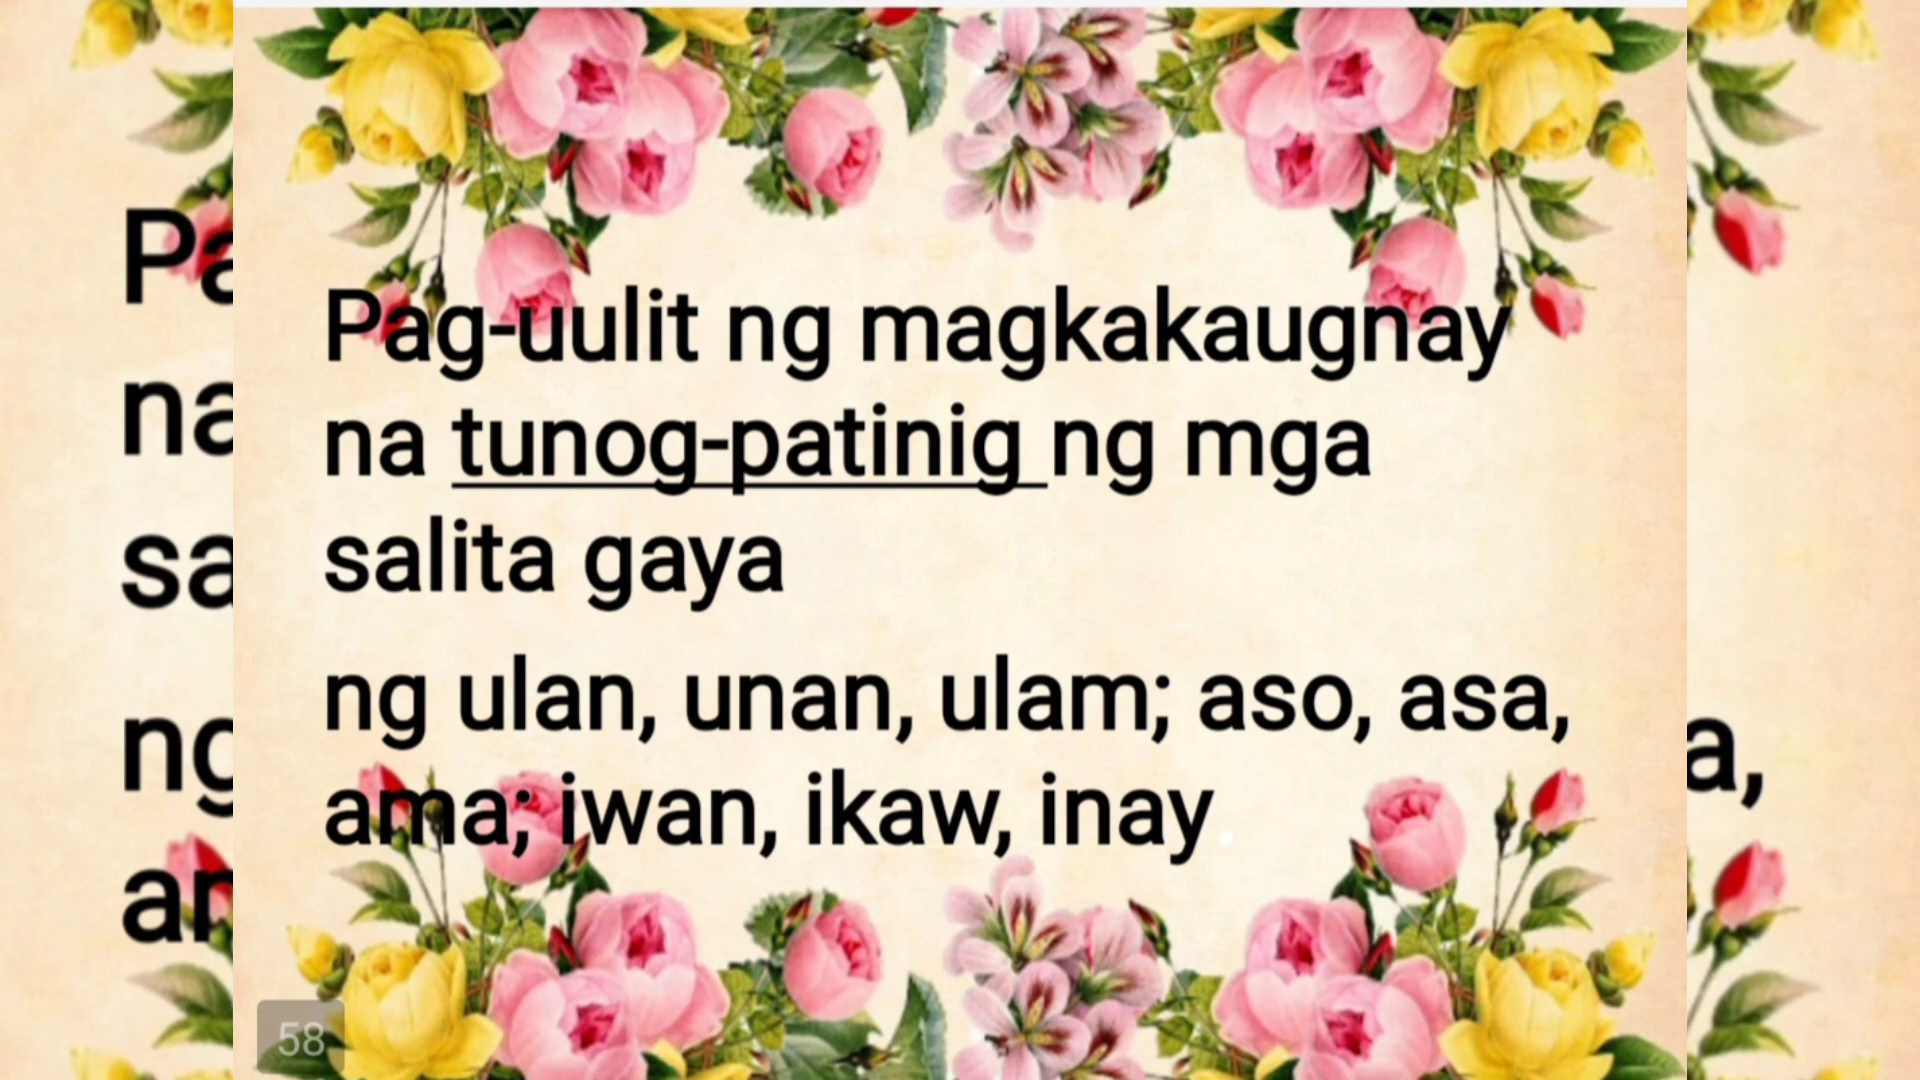 Pag-uulit ng magkakaugnay
na tunog-patinig ng mga
salita gaya
ng ulan, unan, ulam; aso, asa,
ama; iwan, ikaw, inay.
58